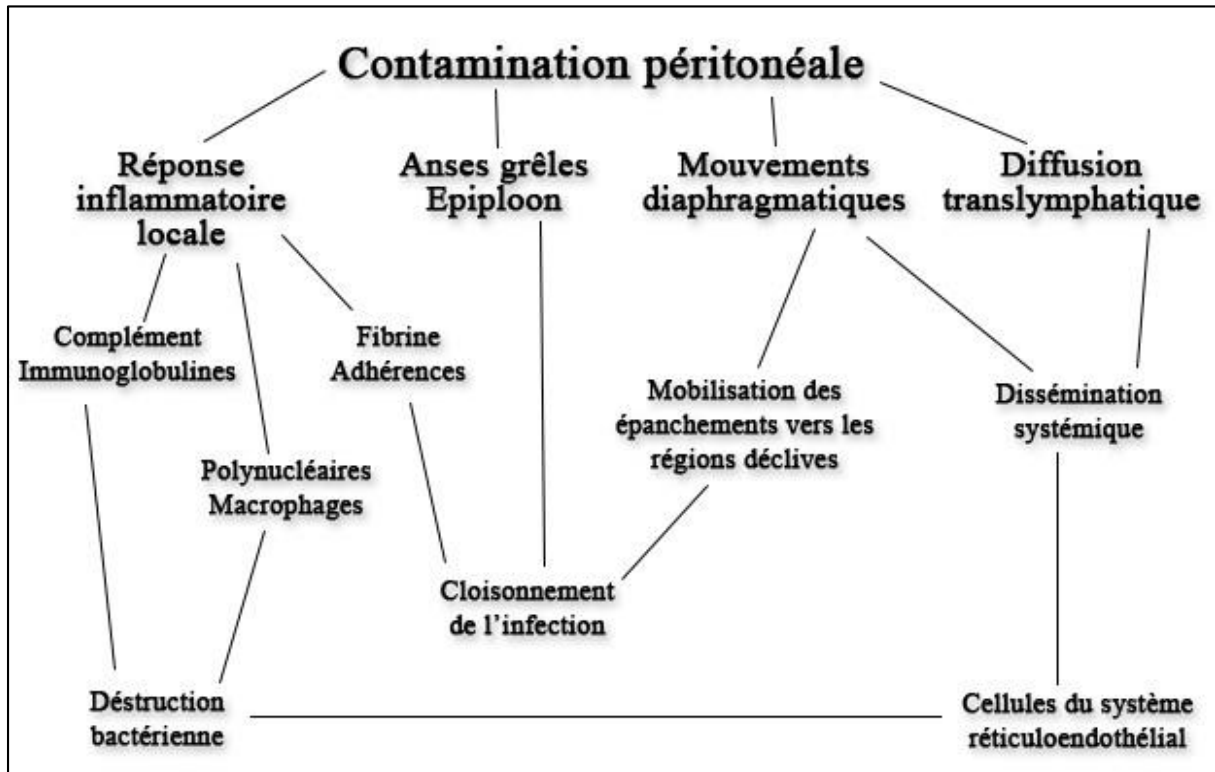 Contamination péritonéale
Réponse
inflammatoire
locale
Anses grêles
Epiploon
Mouvements
diaphragmatiques
Diffusion
translymphatique
Complément
Immunoglobulines
Fibrine
Adhérences
Mobilisation des
épanchements vers les
régions déclives
Dissémination
systémique
Polynucléaires
Macrophages
Cloisonnement
de l’infection
Déstruction
bactérienne
Cellules du système
réticuloendothélial